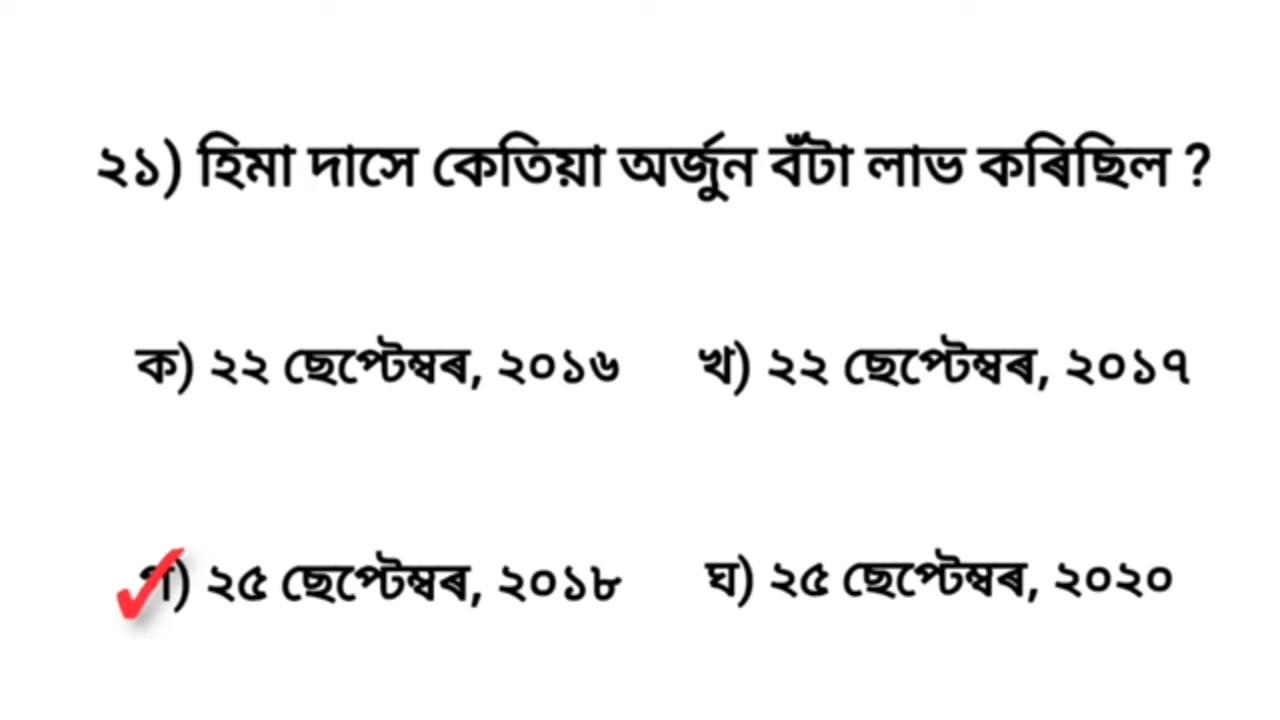 ২১) হিমা দাসে কেতিয়া অৰ্জুন বঁটা লাভ কৰিছিল ?
ক) ২২ ছেপ্টেম্বৰ, ২০১৬ খ) ২২ ছেপ্টেম্বৰ, ২০১৭
গ) ২৫ ছেপ্টেম্বৰ, ২০১৮ ঘ) ২৫ ছেপ্টেম্বৰ, ২০২০